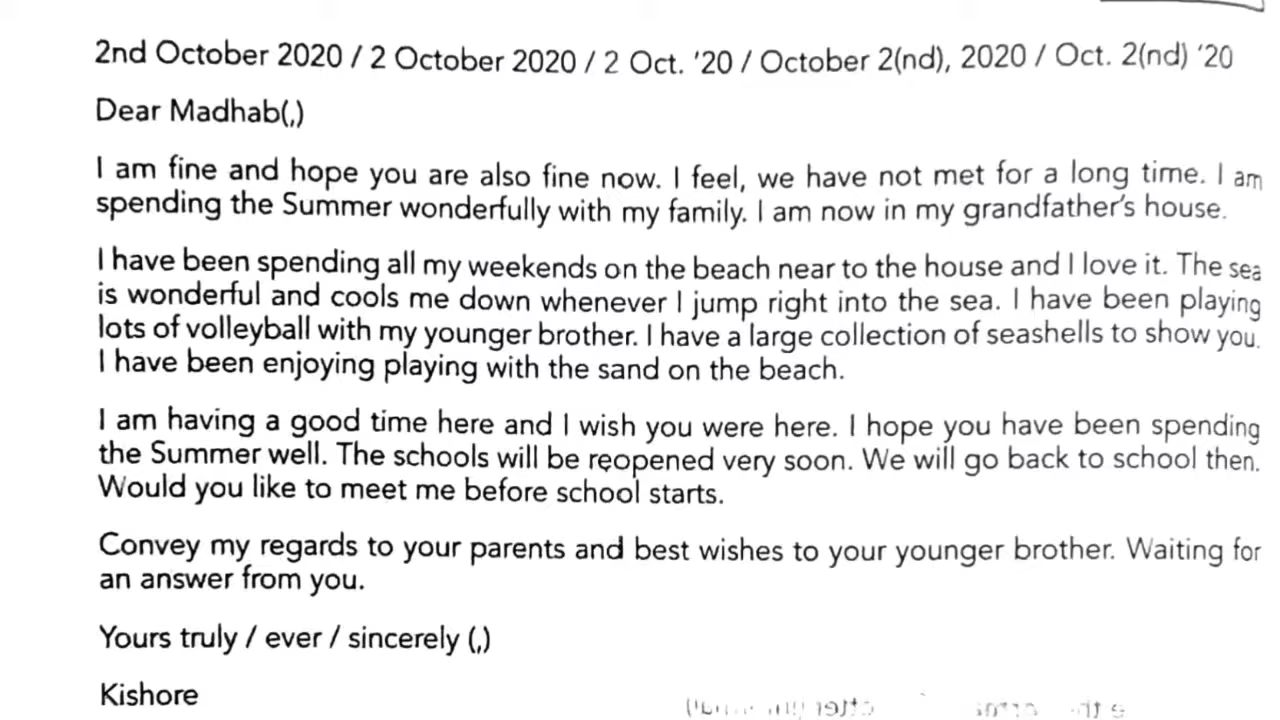 2nd October 2020 / 2 October 2020 / 2 Oct. '20 / October 2(nd), 2020 / Oct. 2(nd) '20
Dear Madhab(,)
I am fine and hope you are also fine now. I feel, we have not met for a long time. I am
spending the Summer wonderfully with my family. I am now in my grandfather's house.
I have been spending all my weekends on the beach near to the house and I love it. The sea
is wonderful and cools me down whenever I jump right into the sea. I have been playing
lots of volleyball with my younger brother. I have a large collection of seashells to show you.
I have been enjoying playing with the sand on the beach.
I am having a good time here and I wish you were here. I hope you have been spending
the Summer well. The schools will be reopened very soon. We will go back to school then.
Would you like to meet me before school starts.
Convey my regards to your parents and best wishes to your younger brother. Waiting for
an answer from you.
Yours truly / ever / sincerely (,)
Kishore